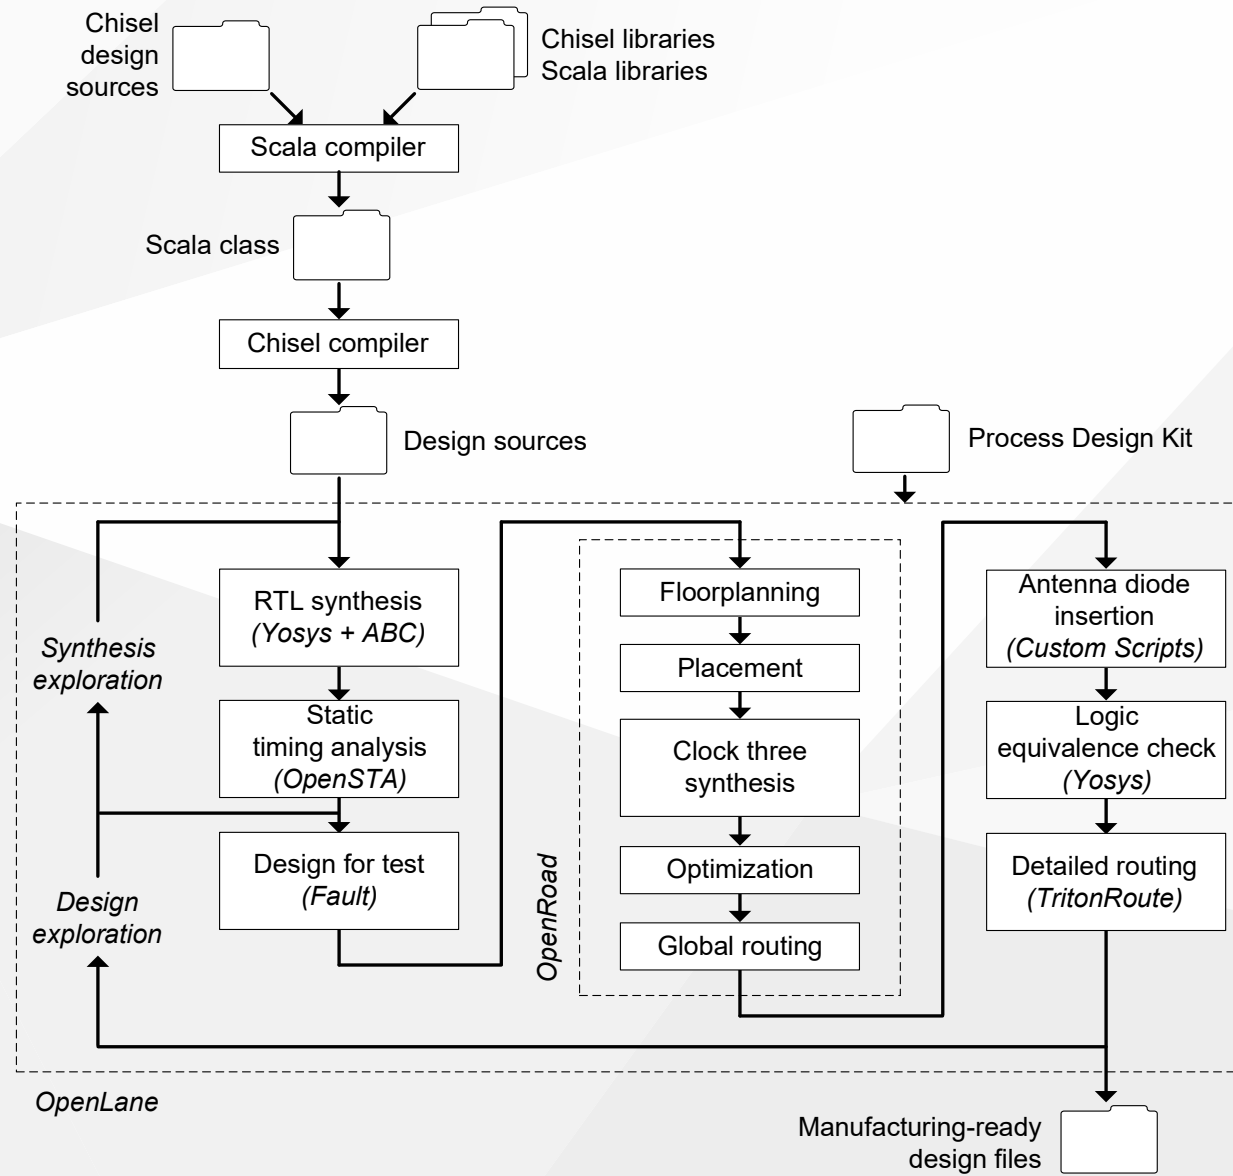 Chisel
design
sources
Chisel libraries
Scala libraries
Scala compiler
Scala class
Chisel compiler
Design sources
Process Design Kit
RTL synthesis
(Yosys + ABC)
Synthesis
exploration
Static
timing analysis
(OpenSTA)
Design for test
(Fault)
Design
exploration
Floorplanning
Placement
Clock three
synthesis
Optimization
Global routing
OpenRoad
Antenna diode
insertion
(Custom Scripts)
Logic
equivalence check
(Yosys)
Detailed routing
(TritonRoute)
OpenLane
Manufacturing-ready
design files